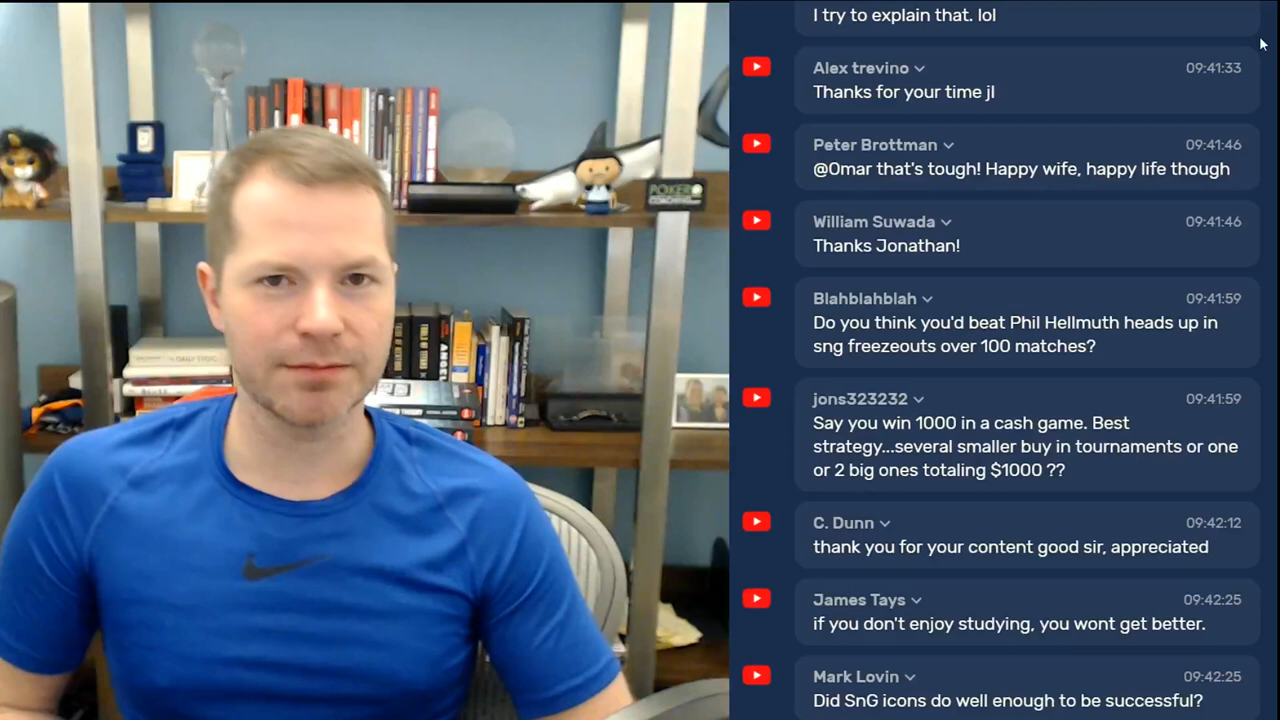 I try to explain that. lol
Alex trevino
09:41:33
Thanks for your time jl
Peter Brottman
09:41:46
@Omar that's tough! Happy wife, happy life though
William Suwada
09:41:46
Thanks Jonathan!
Blahblahblah
09:41:59
Do you think you'd beat Phil Hellmuth heads up in
sng freezeouts over 100 matches?
jons323232
09:41:59
Say you win 1000 in a cash game. Best
strategy...several smaller buy in tournaments or one
or 2 big ones totaling $1000 ??
C. Dunn
09:42:12
thank you for your content good sir, appreciated
James Tays
09:42:25
if you don't enjoy studying, you wont get better.
Mark Lovin
09:42:25
Did SnG icons do well enough to be successful?
POKER
COACHING